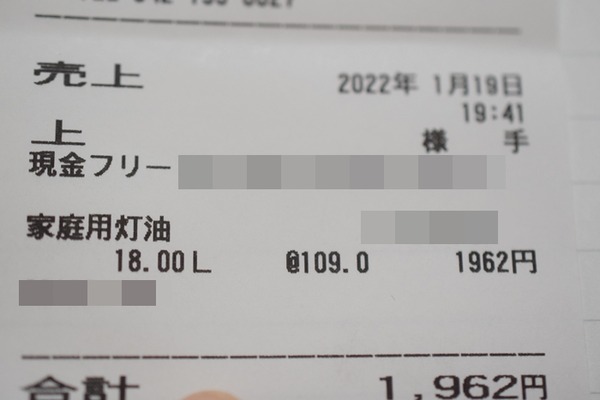 売上 2022年 1月19日
19:41
上 様 手
現金フリー
家庭用灯油
18.00L @109.0 1962円
合計 1,962円